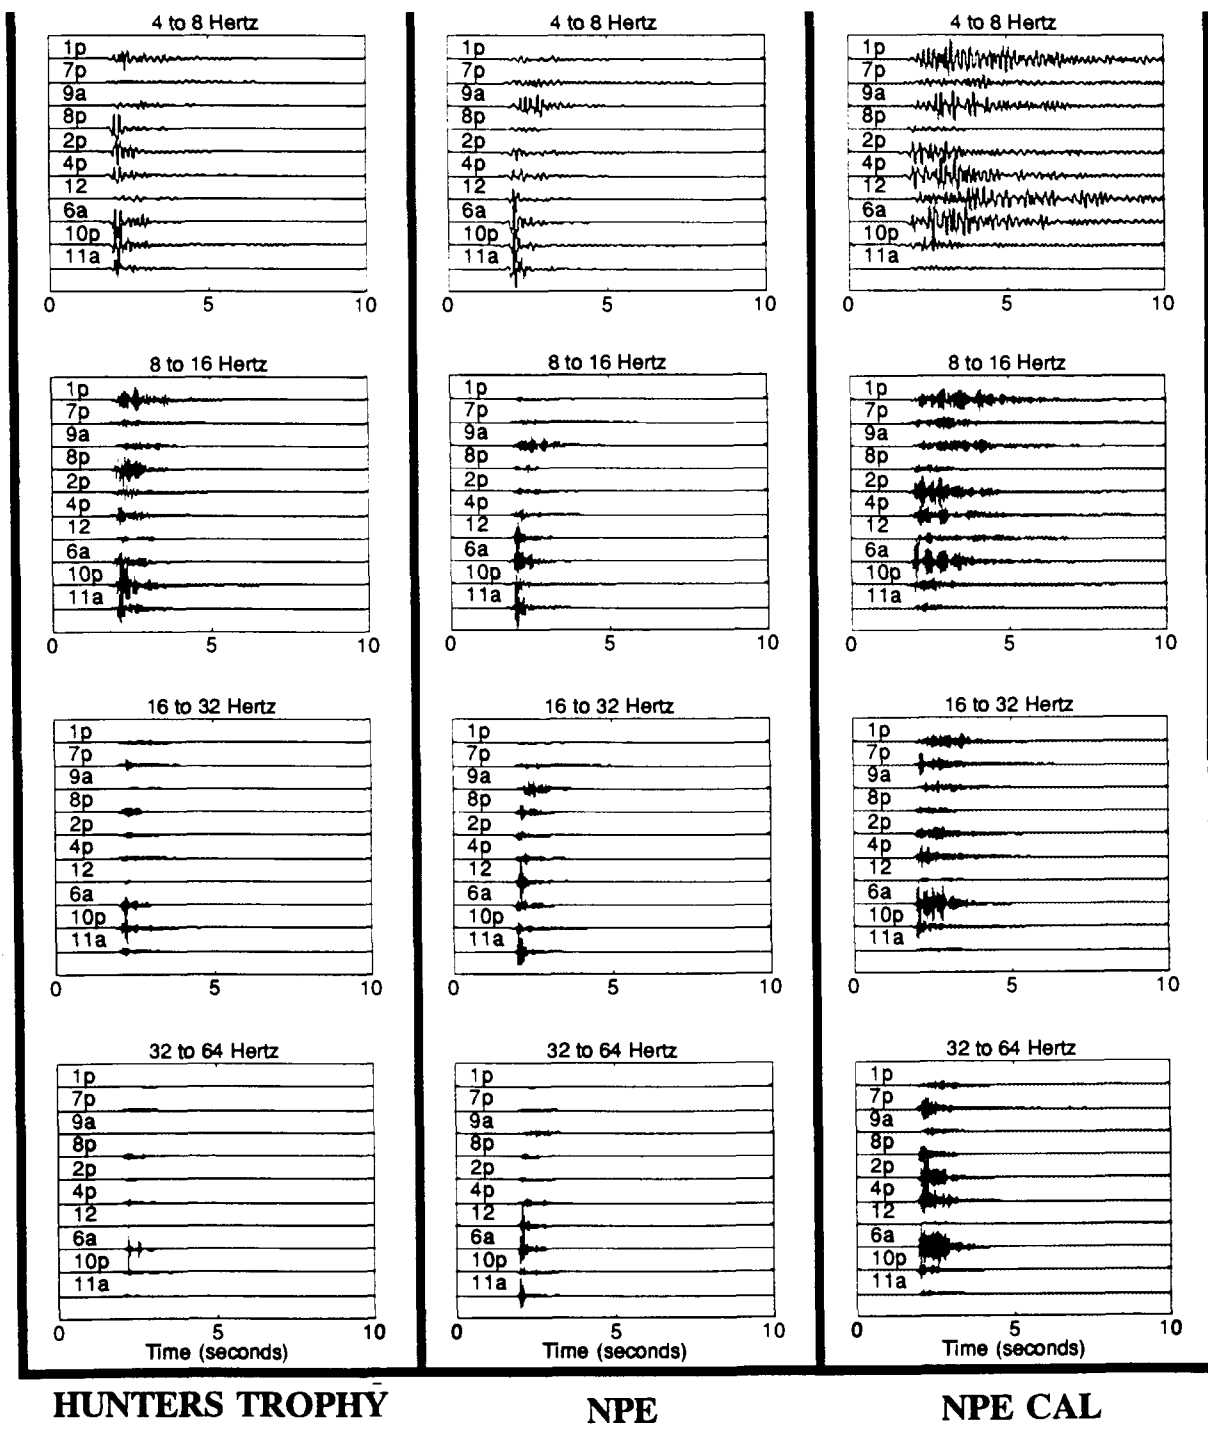 4 to 8 Hertz
1p
7p
9a
8p
2p
4p
12
6a
10p
11a
0 5 10
8 to 16 Hertz
1p
7p
9a
8p
2p
4p
12
6a
10p
11a
0 5 10
16 to 32 Hertz
1p
7p
9a
8p
2p
4p
12
6a
10p
11a
0 5 10
32 to 64 Hertz
1p
7p
9a
8p
2p
4p
12
6a
10p
11a
0 5 10
Time (seconds)
HUNTERS TROPHY
4 to 8 Hertz
1p
7p
9a
8p
2p
4p
12
6a
10p
11a
0 5 10
8 to 16 Hertz
1p
7p
9a
8p
2p
4p
12
6a
10p
11a
0 5 10
16 to 32 Hertz
1p
7p
9a
8p
2p
4p
12
6a
10p
11a
0 5 10
32 to 64 Hertz
1p
7p
9a
8p
2p
4p
12
6a
10p
11a
0 5 10
Time (seconds)
NPE
4 to 8 Hertz
1p
7p
9a
8p
2p
4p
12
6a
10p
11a
0 5 10
8 to 16 Hertz
1p
7p
9a
8p
2p
4p
12
6a
10p
11a
0 5 10
16 to 32 Hertz
1p
7p
9a
8p
2p
4p
12
6a
10p
11a
0 5 10
32 to 64 Hertz
1p
7p
9a
8p
2p
4p
12
6a
10p
11a
0 5 10
Time (seconds)
NPE CAL